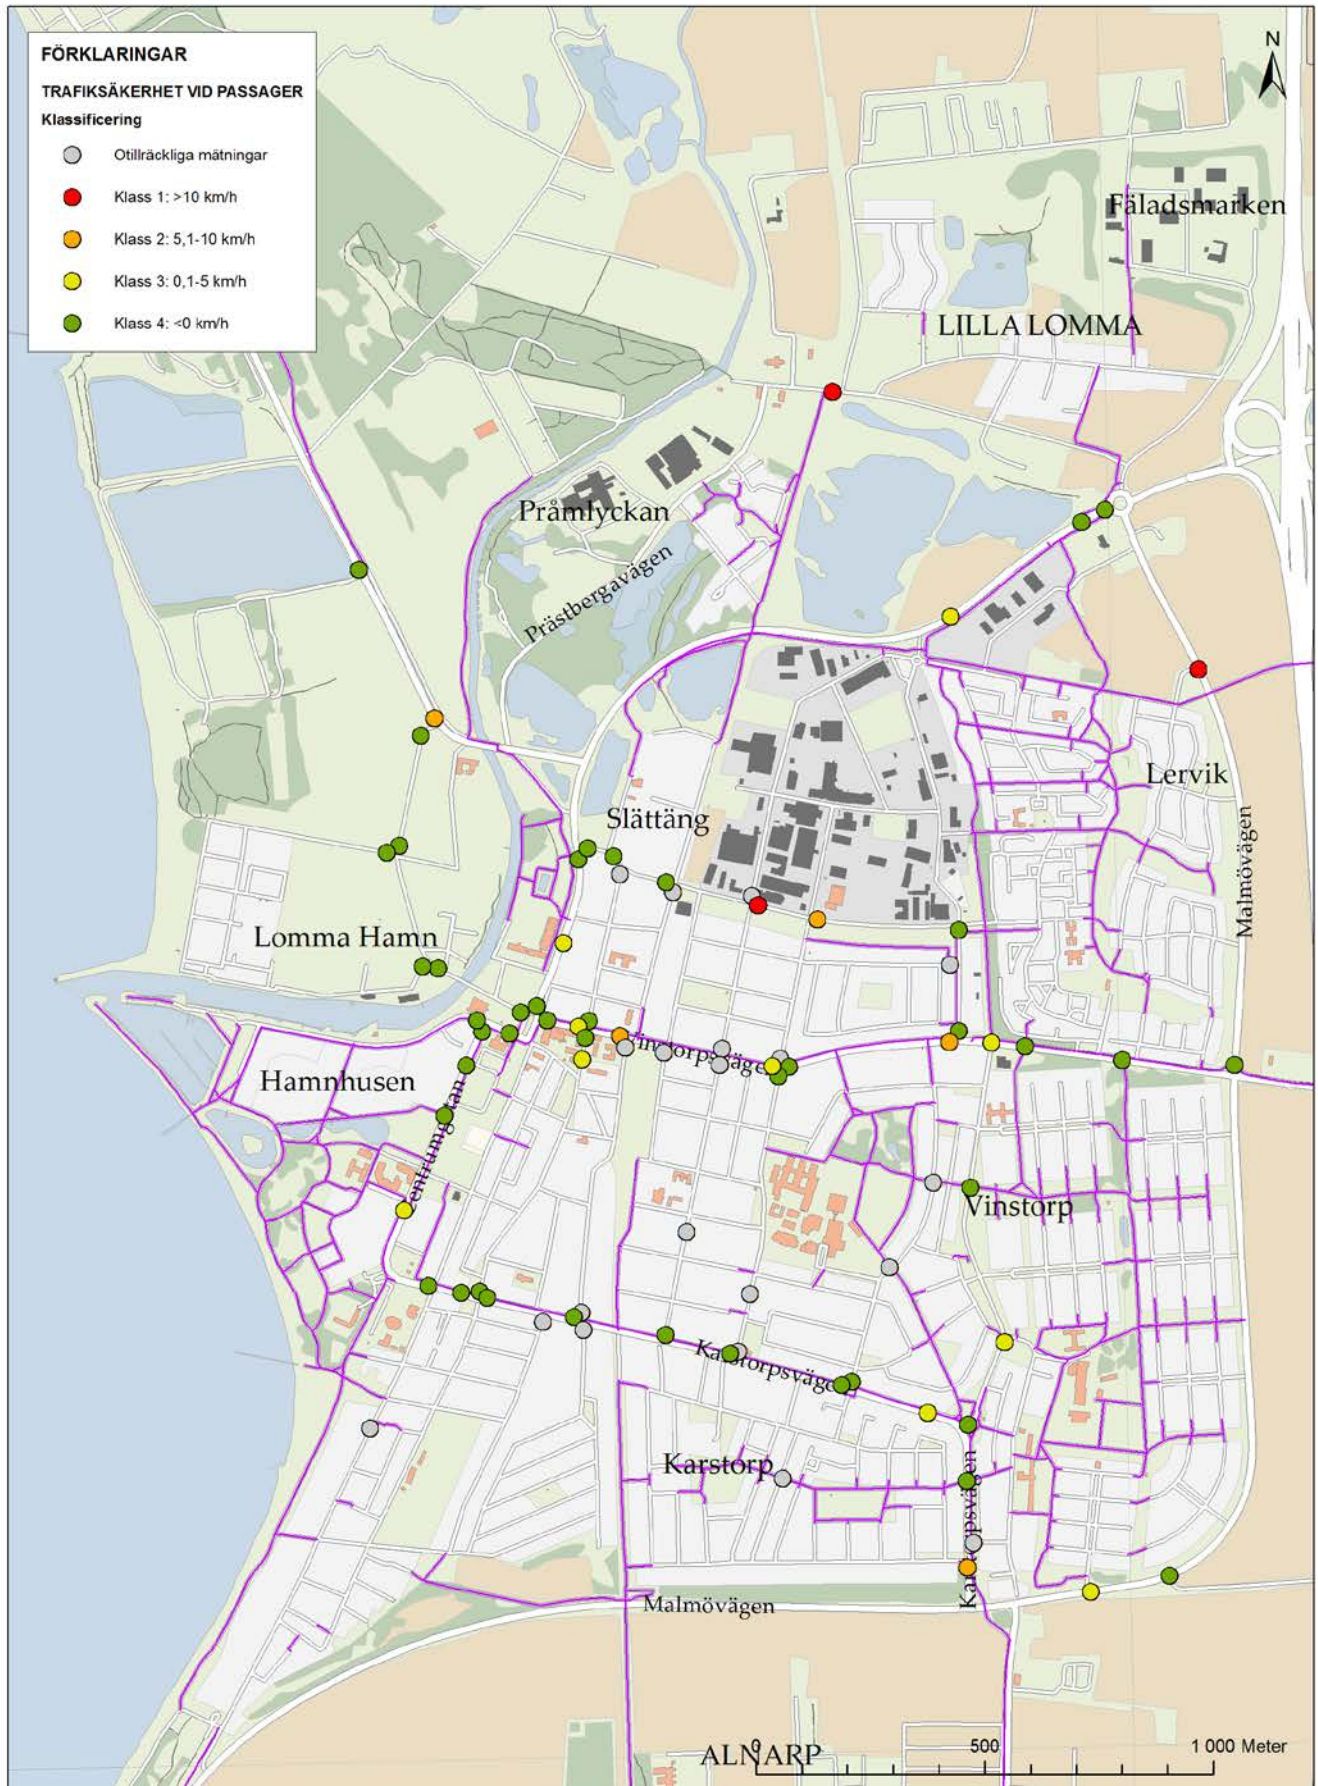 FÖRKLARINGAR
TRAFIKSÄKERHET VID PASSAGER
Klassificering
Otillräckliga mätningar
Klass 1: >10 km/h
Klass 2: 5,1-10 km/h
Klass 3: 0,1-5 km/h
Klass 4: <0 km/h
N
Fäladsmarken
LILLA LOMMA
Pråmlyckan
Prästbergavägen
Lervik
Slättäng
Malmövägen
Lomma Hamn
Hamnhusen
Vinstorp
Karstorp
Malmövägen
ALNARP
0 500 1 000 Meter